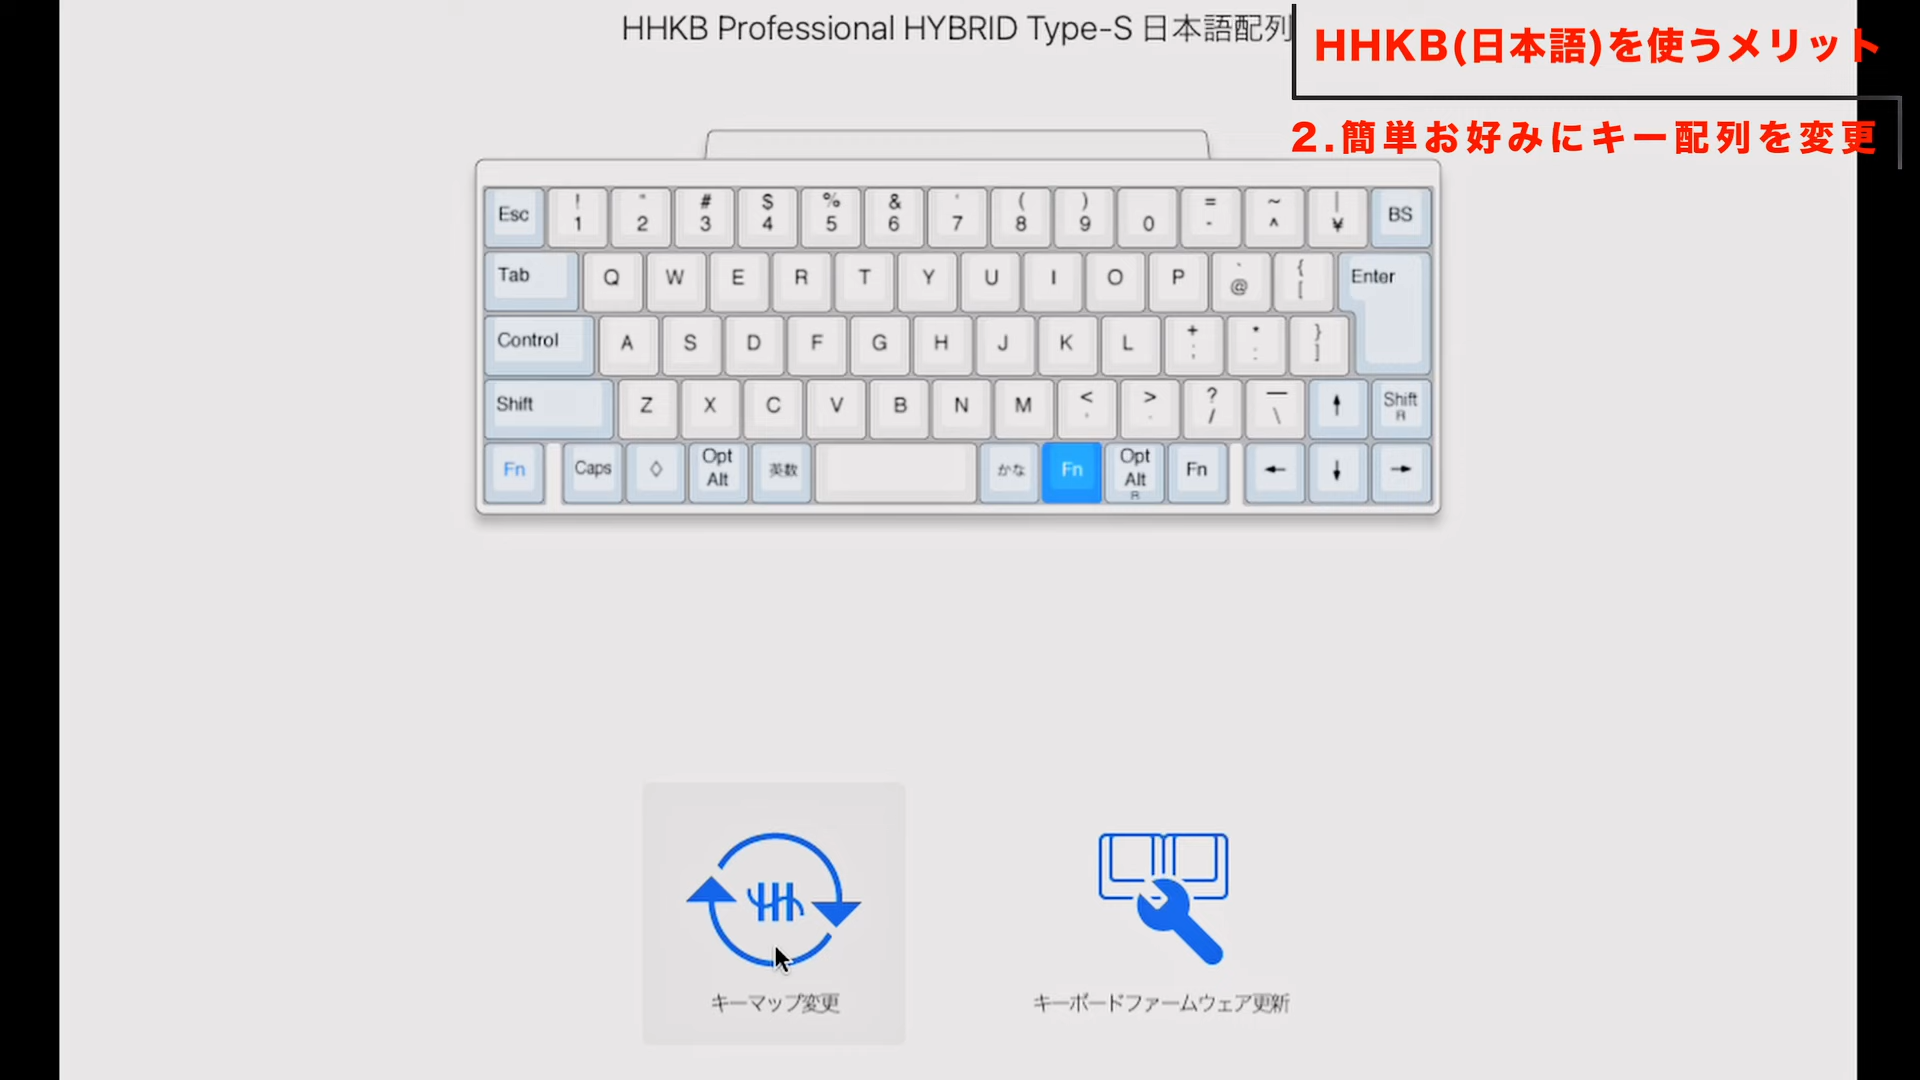 HHKB Professional HYBRID Type-S 日本語配列
HHKB(日本語)を使うメリット
2.簡単お好みにキー配列を変更
! " # $ % & ' ( ) = ~ |
Esc 1 2 3 4 5 6 7 8 9 0 - ^ ¥ BS
Tab Q W E R T Y U I O P ` @ { [ Enter
Control A S D F G H J K L + ; * : } ]
Shift Z X C V B N M < , > . ? / — \ ↑ Shift R
Fn Caps ◇ Opt Alt 英数 かな Fn Opt Alt R Fn ← ↓ →
キーマップ変更
キーボードファームウェア更新